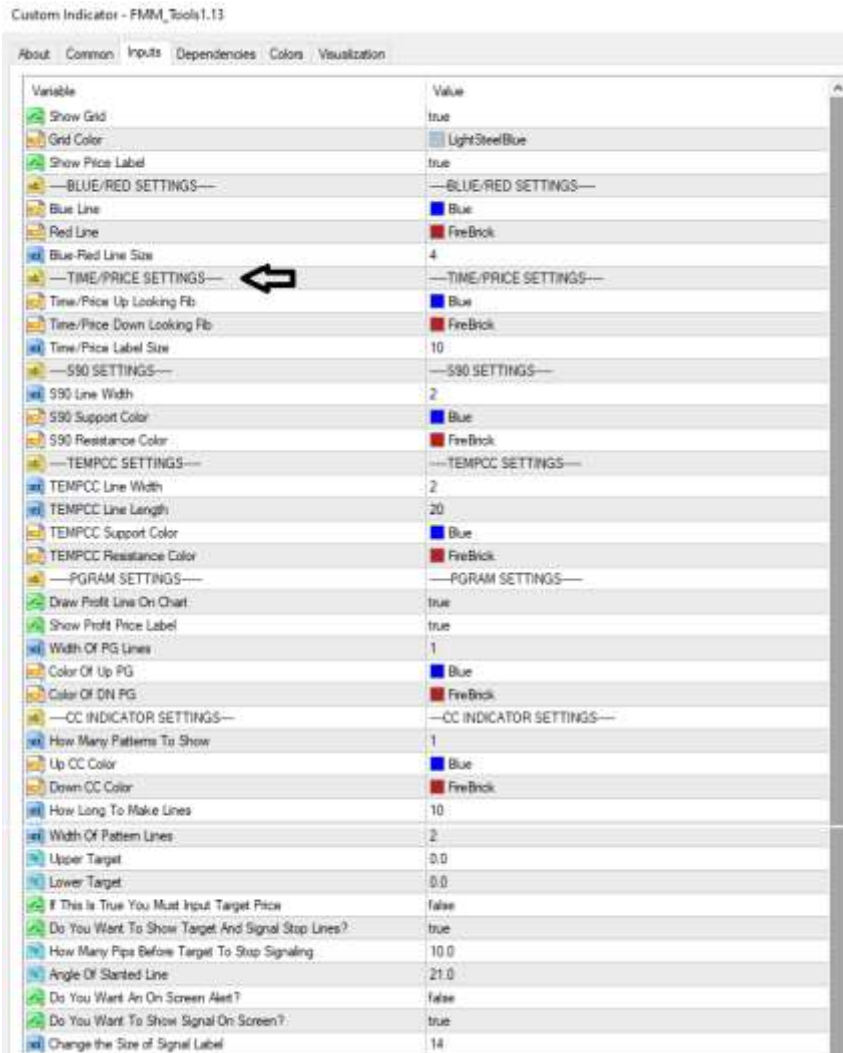 Custom Indicator - FMM_Tools1.13
About Common Inputs Dependencies Colors Visualization
Variable Value
Show Grid true
Grid Color LightSteelBlue
Show Price Label true
----BLUE/RED SETTINGS---- ----BLUE/RED SETTINGS----
Blue Line Blue
Red Line FireBrick
Blue-Red Line Size 4
----TIME/PRICE SETTINGS---- ----TIME/PRICE SETTINGS----
Time/Price Up Looking Fib Blue
Time/Price Down Looking Fib FireBrick
Time/Price Label Size 10
----S90 SETTINGS---- ----S90 SETTINGS----
S90 Line Width 2
S90 Support Color Blue
S90 Resistance Color FireBrick
----TEMPCC SETTINGS---- ----TEMPCC SETTINGS----
TEMPCC Line Width 2
TEMPCC Line Length 20
TEMPCC Support Color Blue
TEMPCC Resistance Color FireBrick
----PGRAM SETTINGS----- ----PGRAM SETTINGS-----
Draw Profit Line On Chart true
Show Profit Price Label true
Width Of PG Lines 1
Color Of Up PG Blue
Color Of DN PG FireBrick
---CC INDICATOR SETTINGS--- ---CC INDICATOR SETTINGS----
How Many Patterns To Show 1
Up CC Color Blue
Down CC Color FireBrick
How Long To Make Lines 10
Width Of Pattern Lines 2
Upper Target 0.0
Lower Target 0.0
If This Is True You Must Input Target Price false
Do You Want To Show Target And Signal Stop Lines? true
How Many Pips Before Target To Stop Signaling 10.0
Angle Of Slanted Line 21.0
Do You Want An On Screen Alert? false
Do You Want To Show Signal On Screen? true
Change the Size of Signal Label 14